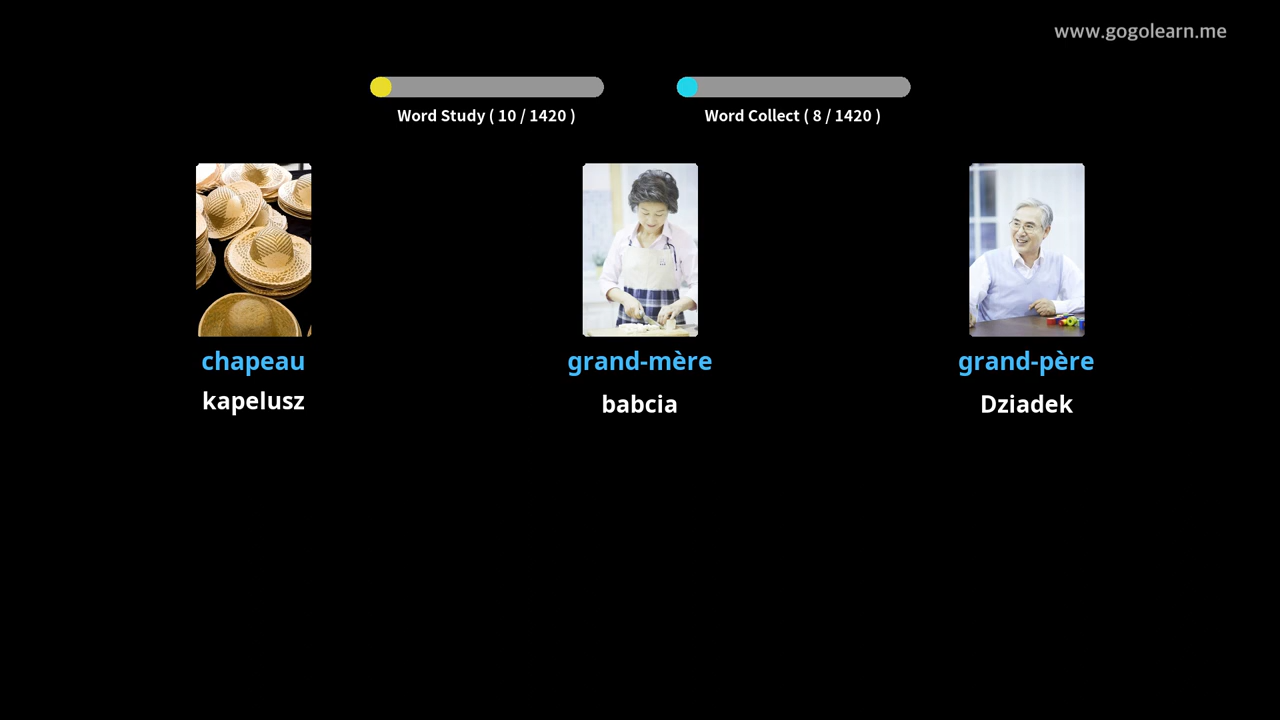 www.gogolearn.me
Word Study ( 10 / 1420 )
Word Collect ( 8 / 1420 )
chapeau
kapelusz
grand-mère
babcia
grand-père
Dziadek